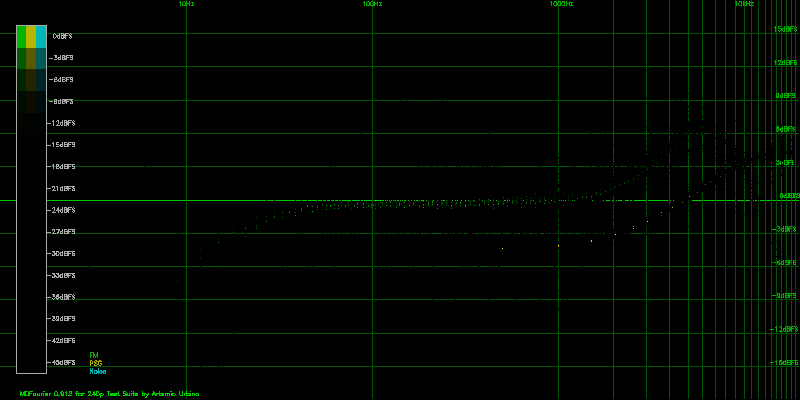 10Hz 100Hz 1000Hz 10kHz
0dBFS
-3dBFS
-6dBFS
-9dBFS
-12dBFS
-15dBFS
-18dBFS
-21dBFS
-24dBFS
-27dBFS
-30dBFS
-33dBFS
-36dBFS
-39dBFS
-42dBFS
-45dBFS
15dBFS
12dBFS
9dBFS
6dBFS
3dBFS
0dBFS
-3dBFS
-6dBFS
-9dBFS
-12dBFS
-15dBFS
FM
PSG
Noise
MDFourier 0.912 for 240p Test Suite by Artemio Urbina